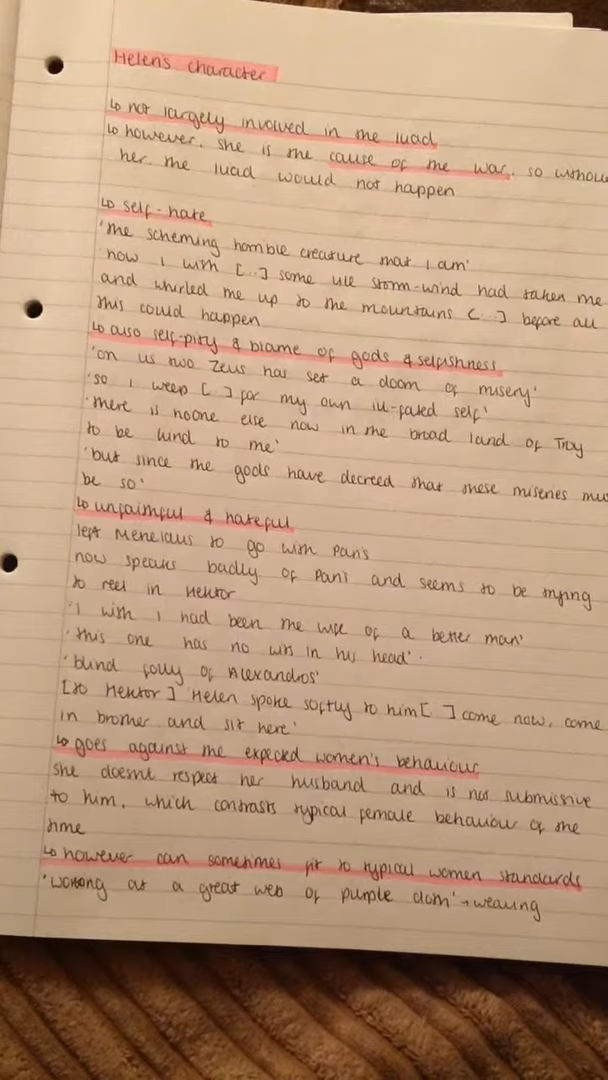 Helen's character
↳ not largely involved in the Iliad
↳ however, she is the cause of the war, so without
her the Iliad would not happen
↳ self-hate
'the scheming horrible creature that I am'
'now I wish [...] some like storm-wind had taken me
and whirled me up to the mountains [...] before all
this could happen
↳ also self-pity & blame of gods & selfishness
'on us two Zeus has set a doom of misery'
'so I weep [ ] for my own ill-fated self'
'there is noone else now in the broad land of Troy
to be kind to me'
'but since the gods have decreed that these miseries mus
be so'
↳ unfaithful & hateful
left Menelaus to go with Paris
now speaks badly of Paris and seems to be trying
to reel in Hektor
'I wish I had been the wife of a better man'
'this one has no wits in his head'.
'blind folly of Alexandros'
[to Hektor] 'Helen spoke softly to him [. ] come now, come
in brother and sit here'
↳ goes against the expected women's behaviour
she doesnt respect her husband and is not submissive
to him, which contrasts typical female behaviour of the
time
↳ however can sometimes fit to typical women standards
'working at a great web of purple cloth' → weaving